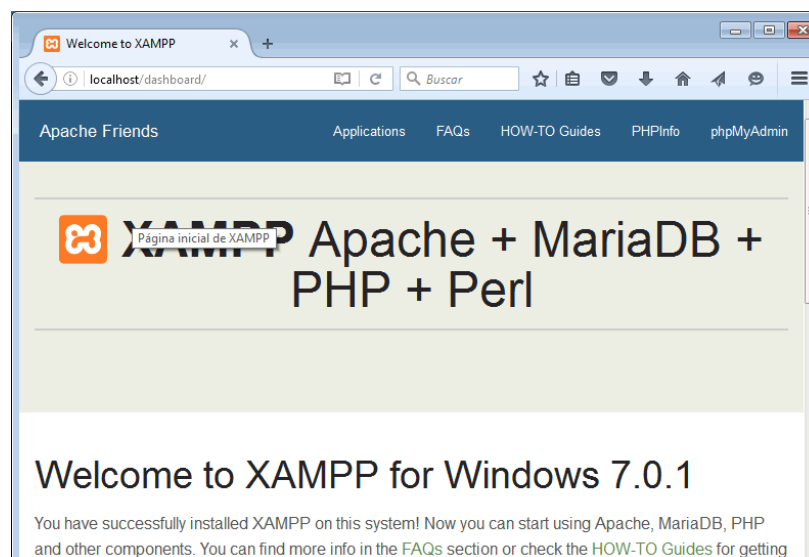 Welcome to XAMPP
localhost/dashboard/
Buscar
Apache Friends
Applications
FAQs
HOW-TO Guides
PHPInfo
phpMyAdmin
XAMPP Apache + MariaDB +
Página inicial de XAMPP
PHP + Perl
Welcome to XAMPP for Windows 7.0.1
You have successfully installed XAMPP on this system! Now you can start using Apache, MariaDB, PHP
and other components. You can find more info in the FAQs section or check the HOW-TO Guides for getting